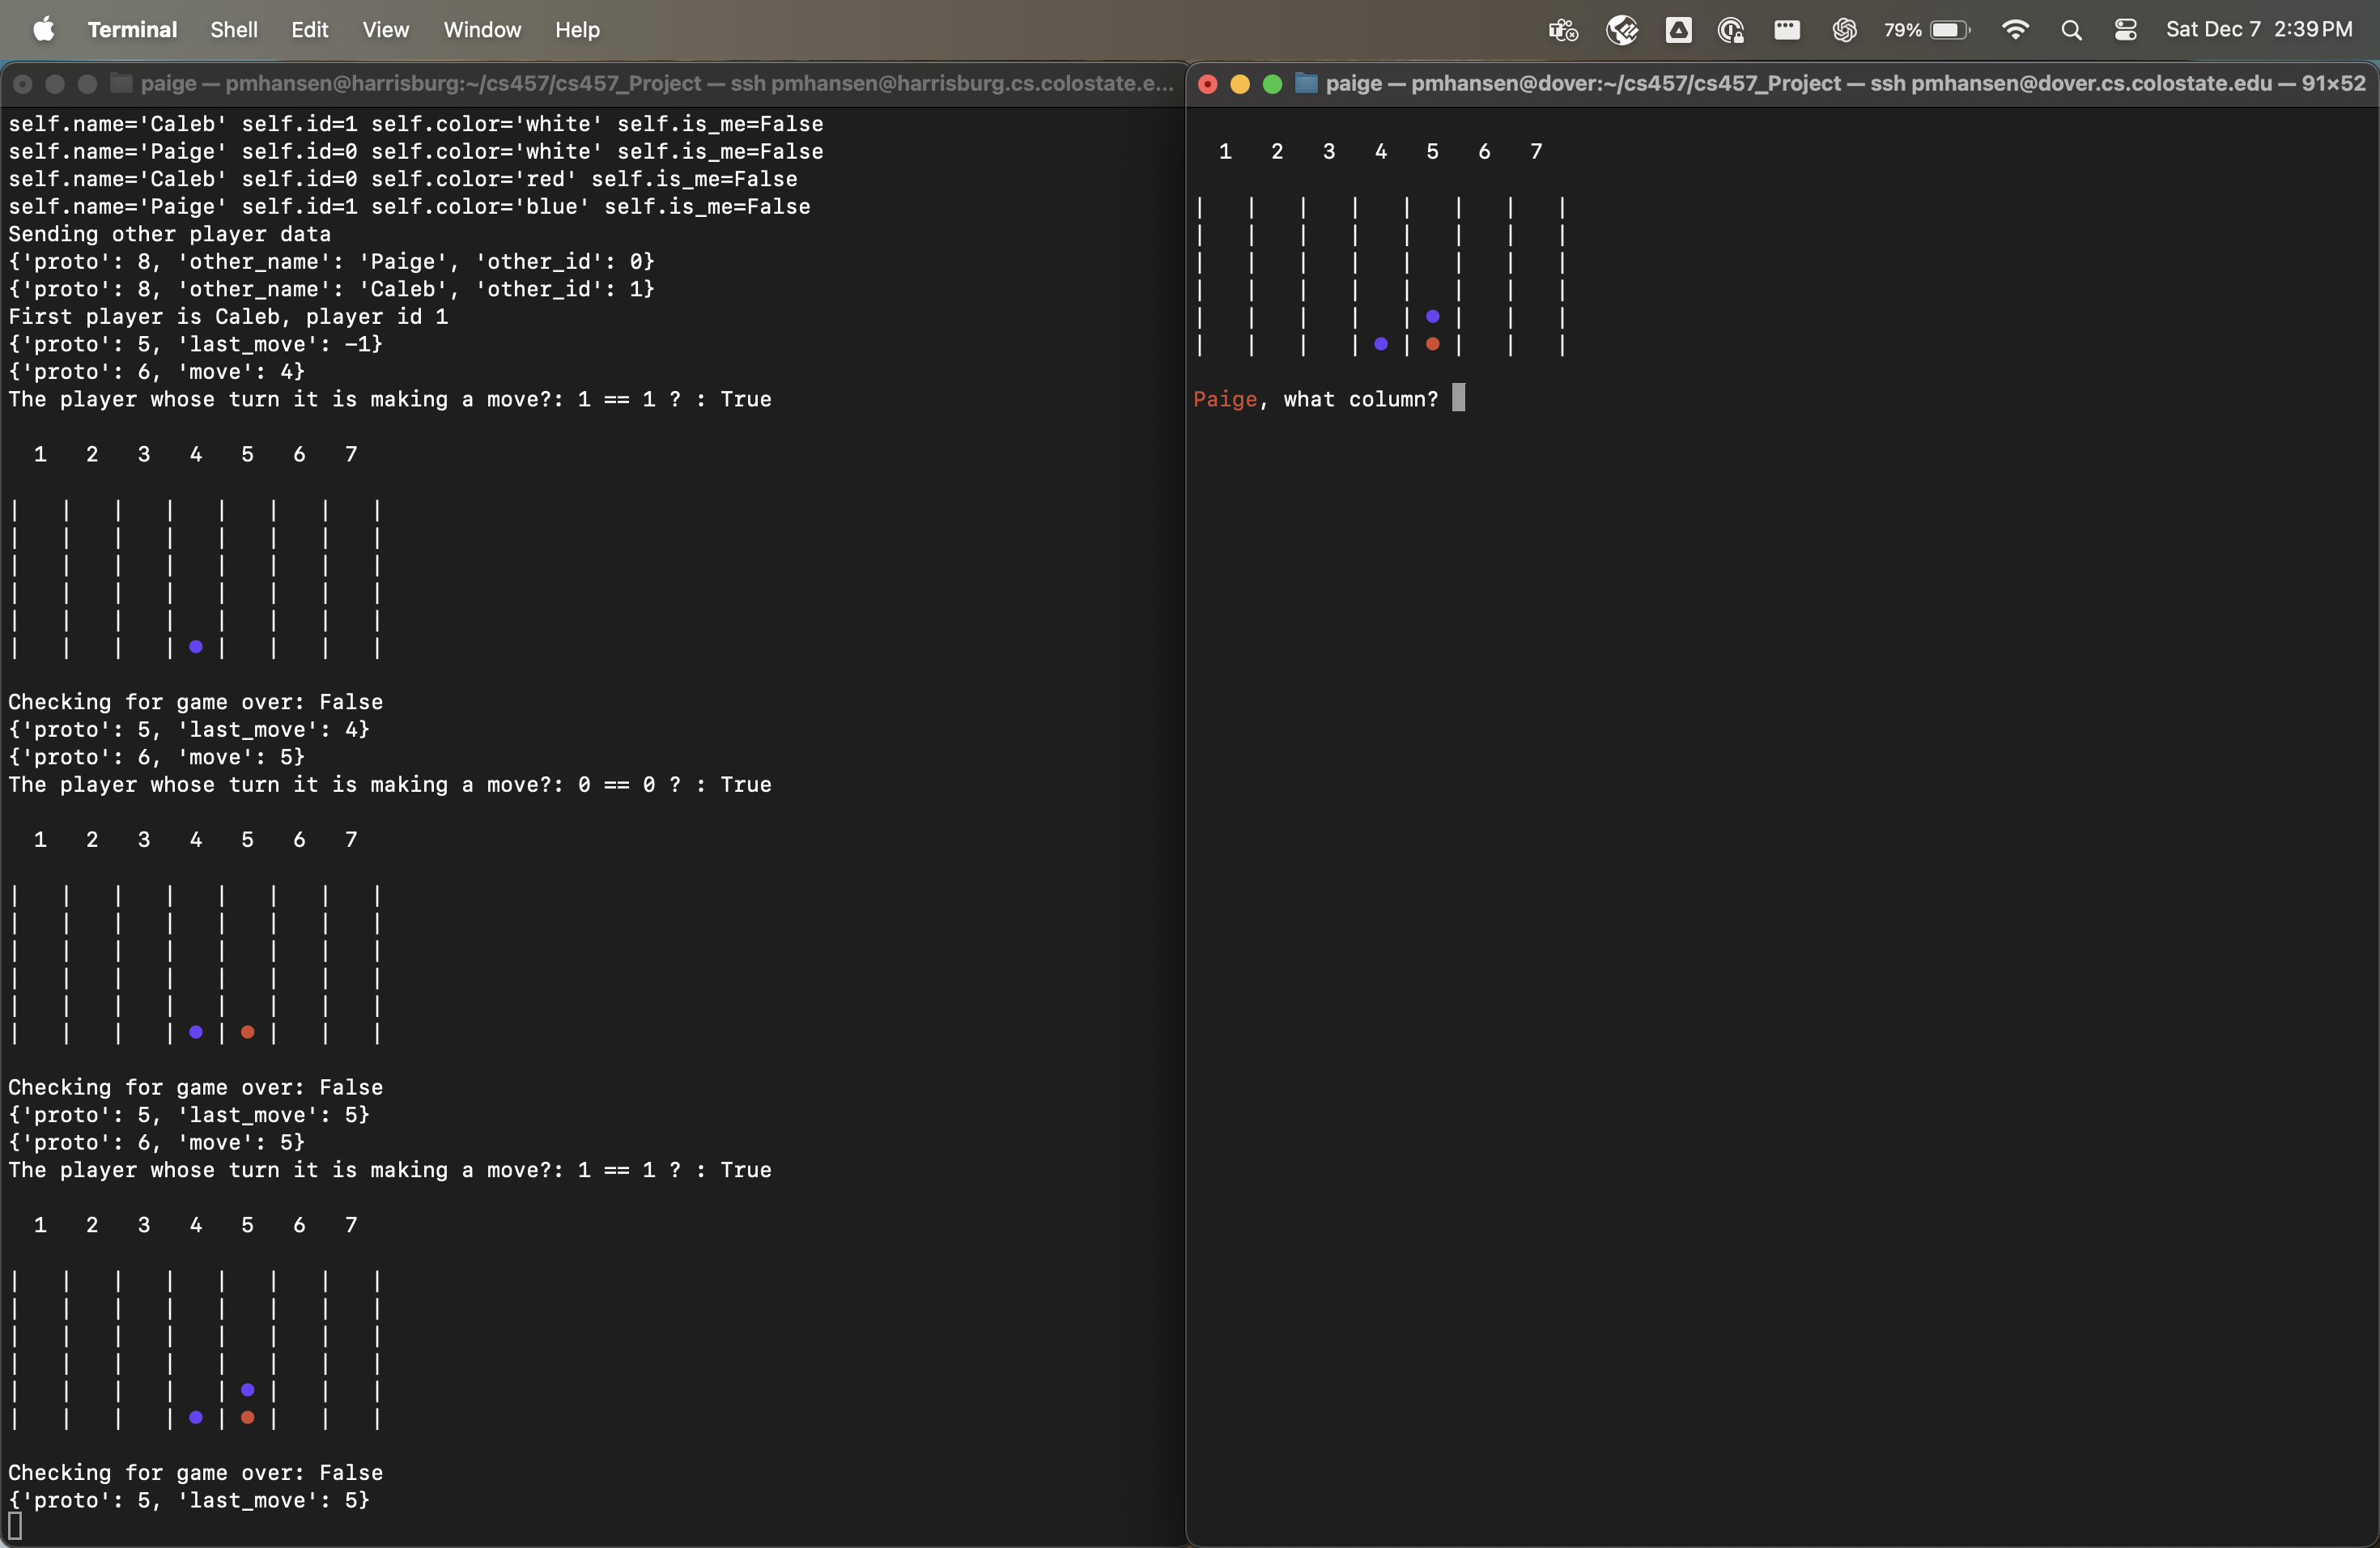 Terminal Shell Edit View Window Help 79% Sat Dec 7 2:39 PM
paige — pmhansen@harrisburg:~/cs457/cs457_Project — ssh pmhansen@harrisburg.cs.colostate.e...
self.name='Caleb' self.id=1 self.color='white' self.is_me=False
self.name='Paige' self.id=0 self.color='white' self.is_me=False
self.name='Caleb' self.id=0 self.color='red' self.is_me=False
self.name='Paige' self.id=1 self.color='blue' self.is_me=False
Sending other player data
{'proto': 8, 'other_name': 'Paige', 'other_id': 0}
{'proto': 8, 'other_name': 'Caleb', 'other_id': 1}
First player is Caleb, player id 1
{'proto': 5, 'last_move': -1}
{'proto': 6, 'move': 4}
The player whose turn it is making a move?: 1 == 1 ? : True
1 2 3 4 5 6 7
Checking for game over: False
{'proto': 5, 'last_move': 4}
{'proto': 6, 'move': 5}
The player whose turn it is making a move?: 0 == 0 ? : True
1 2 3 4 5 6 7
Checking for game over: False
{'proto': 5, 'last_move': 5}
{'proto': 6, 'move': 5}
The player whose turn it is making a move?: 1 == 1 ? : True
1 2 3 4 5 6 7
Checking for game over: False
{'proto': 5, 'last_move': 5}
paige — pmhansen@dover:~/cs457/cs457_Project — ssh pmhansen@dover.cs.colostate.edu — 91×52
1 2 3 4 5 6 7
Paige, what column?